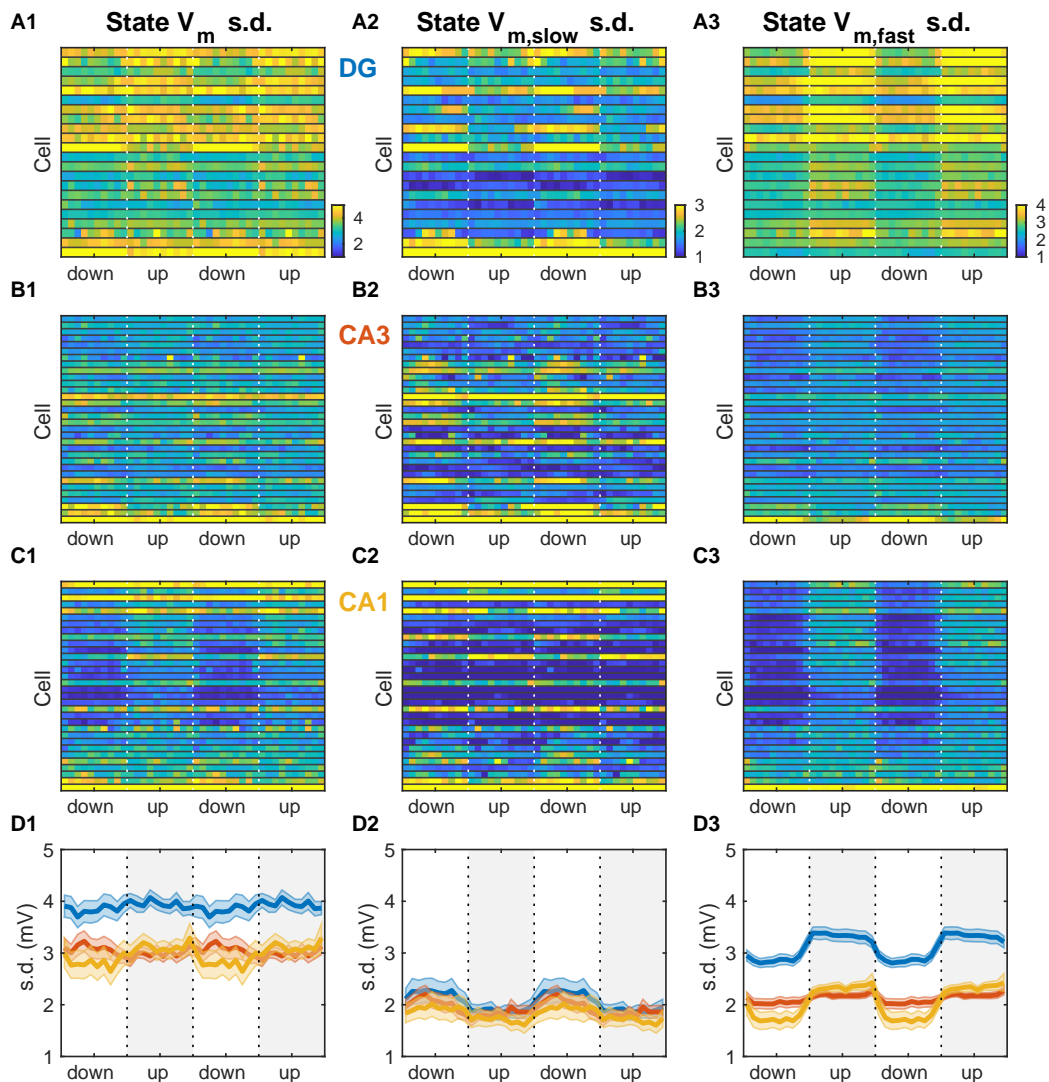 A1 State Vm s.d. A2 State Vm,slow s.d. A3 State Vm,fast s.d.
DG
Cell Cell Cell
4 2
3 2 1
4 3 2 1
down up down up down up down up down up down up
B1 B2 B3
CA3
Cell Cell Cell
down up down up down up down up down up down up
C1 C2 C3
CA1
Cell Cell Cell
down up down up down up down up down up down up
D1 D2 D3
5 5 5
4 4 4
s.d. (mV) s.d. (mV) s.d. (mV)
3 3 3
2 2 2
1 1 1
down up down up down up down up down up down up